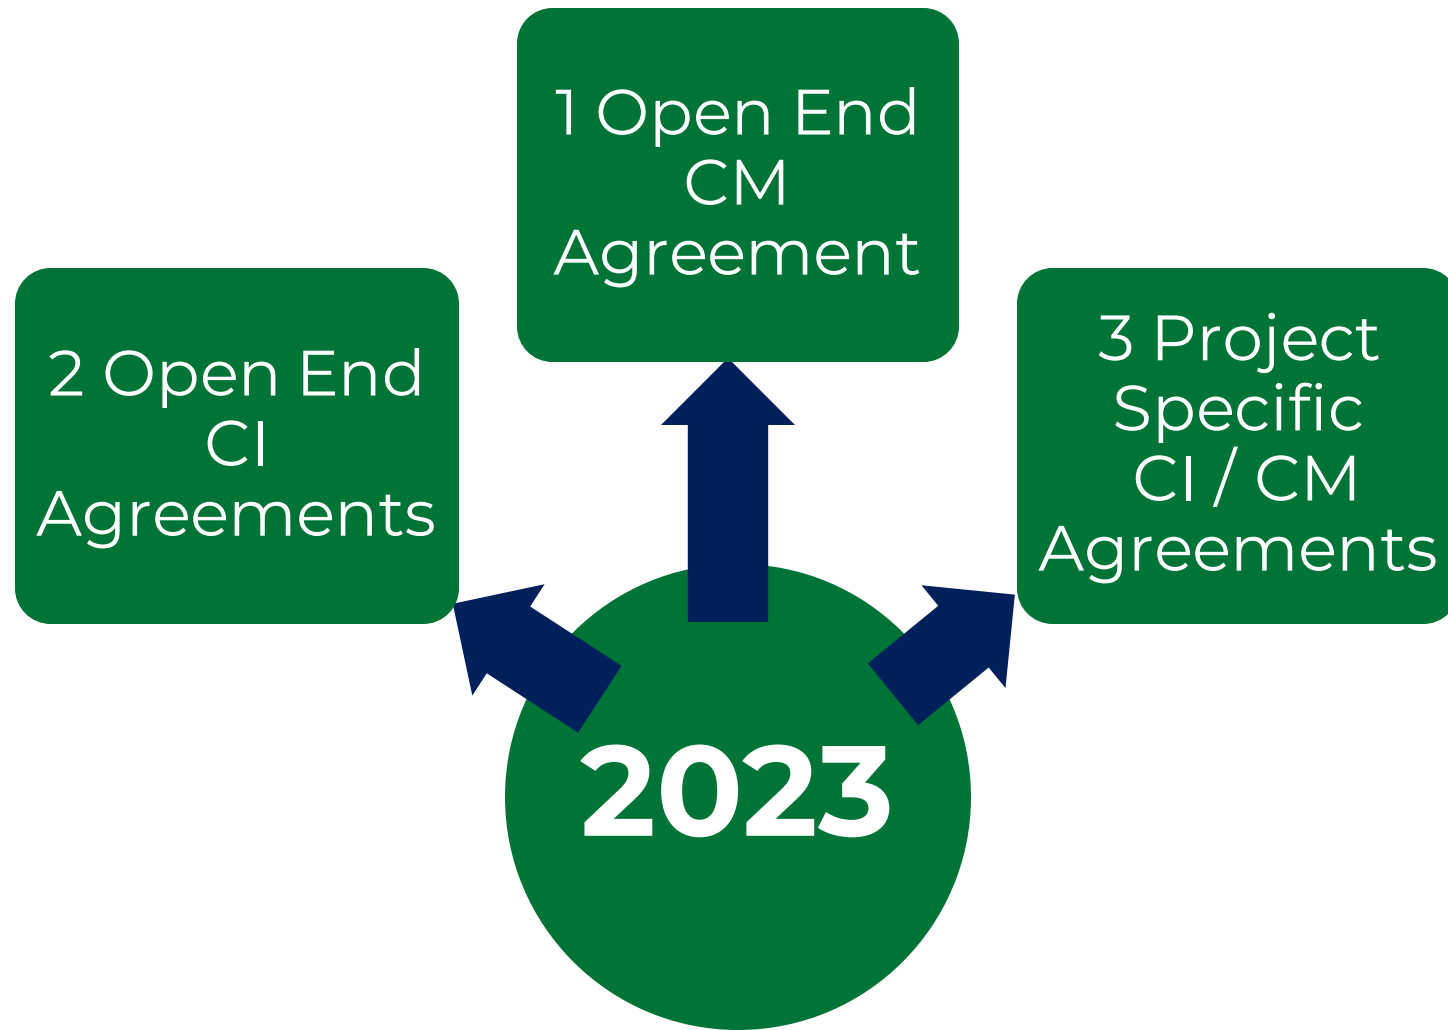 1 Open End
CM
Agreement
2 Open End
CI
Agreements
3 Project
Specific
CI / CM
Agreements
2023